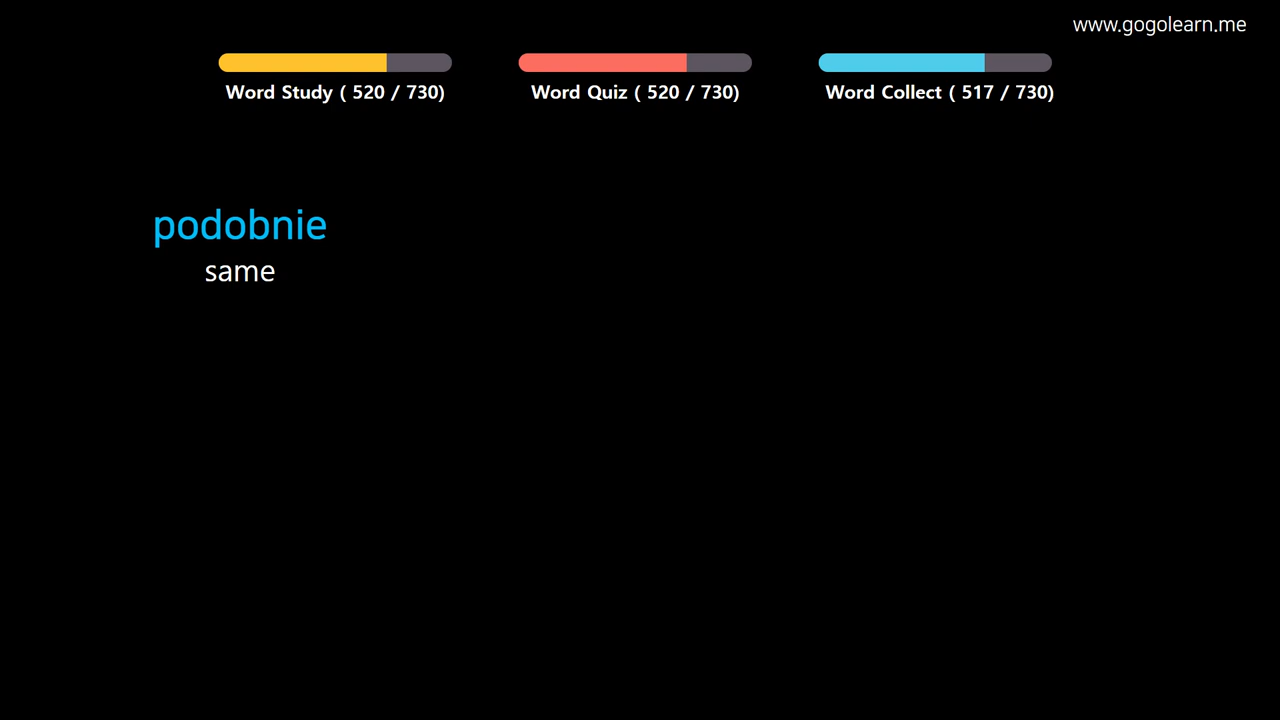 www.gogolearn.me
Word Study ( 520 / 730)
Word Quiz ( 520 / 730)
Word Collect ( 517 / 730)
podobnie
same